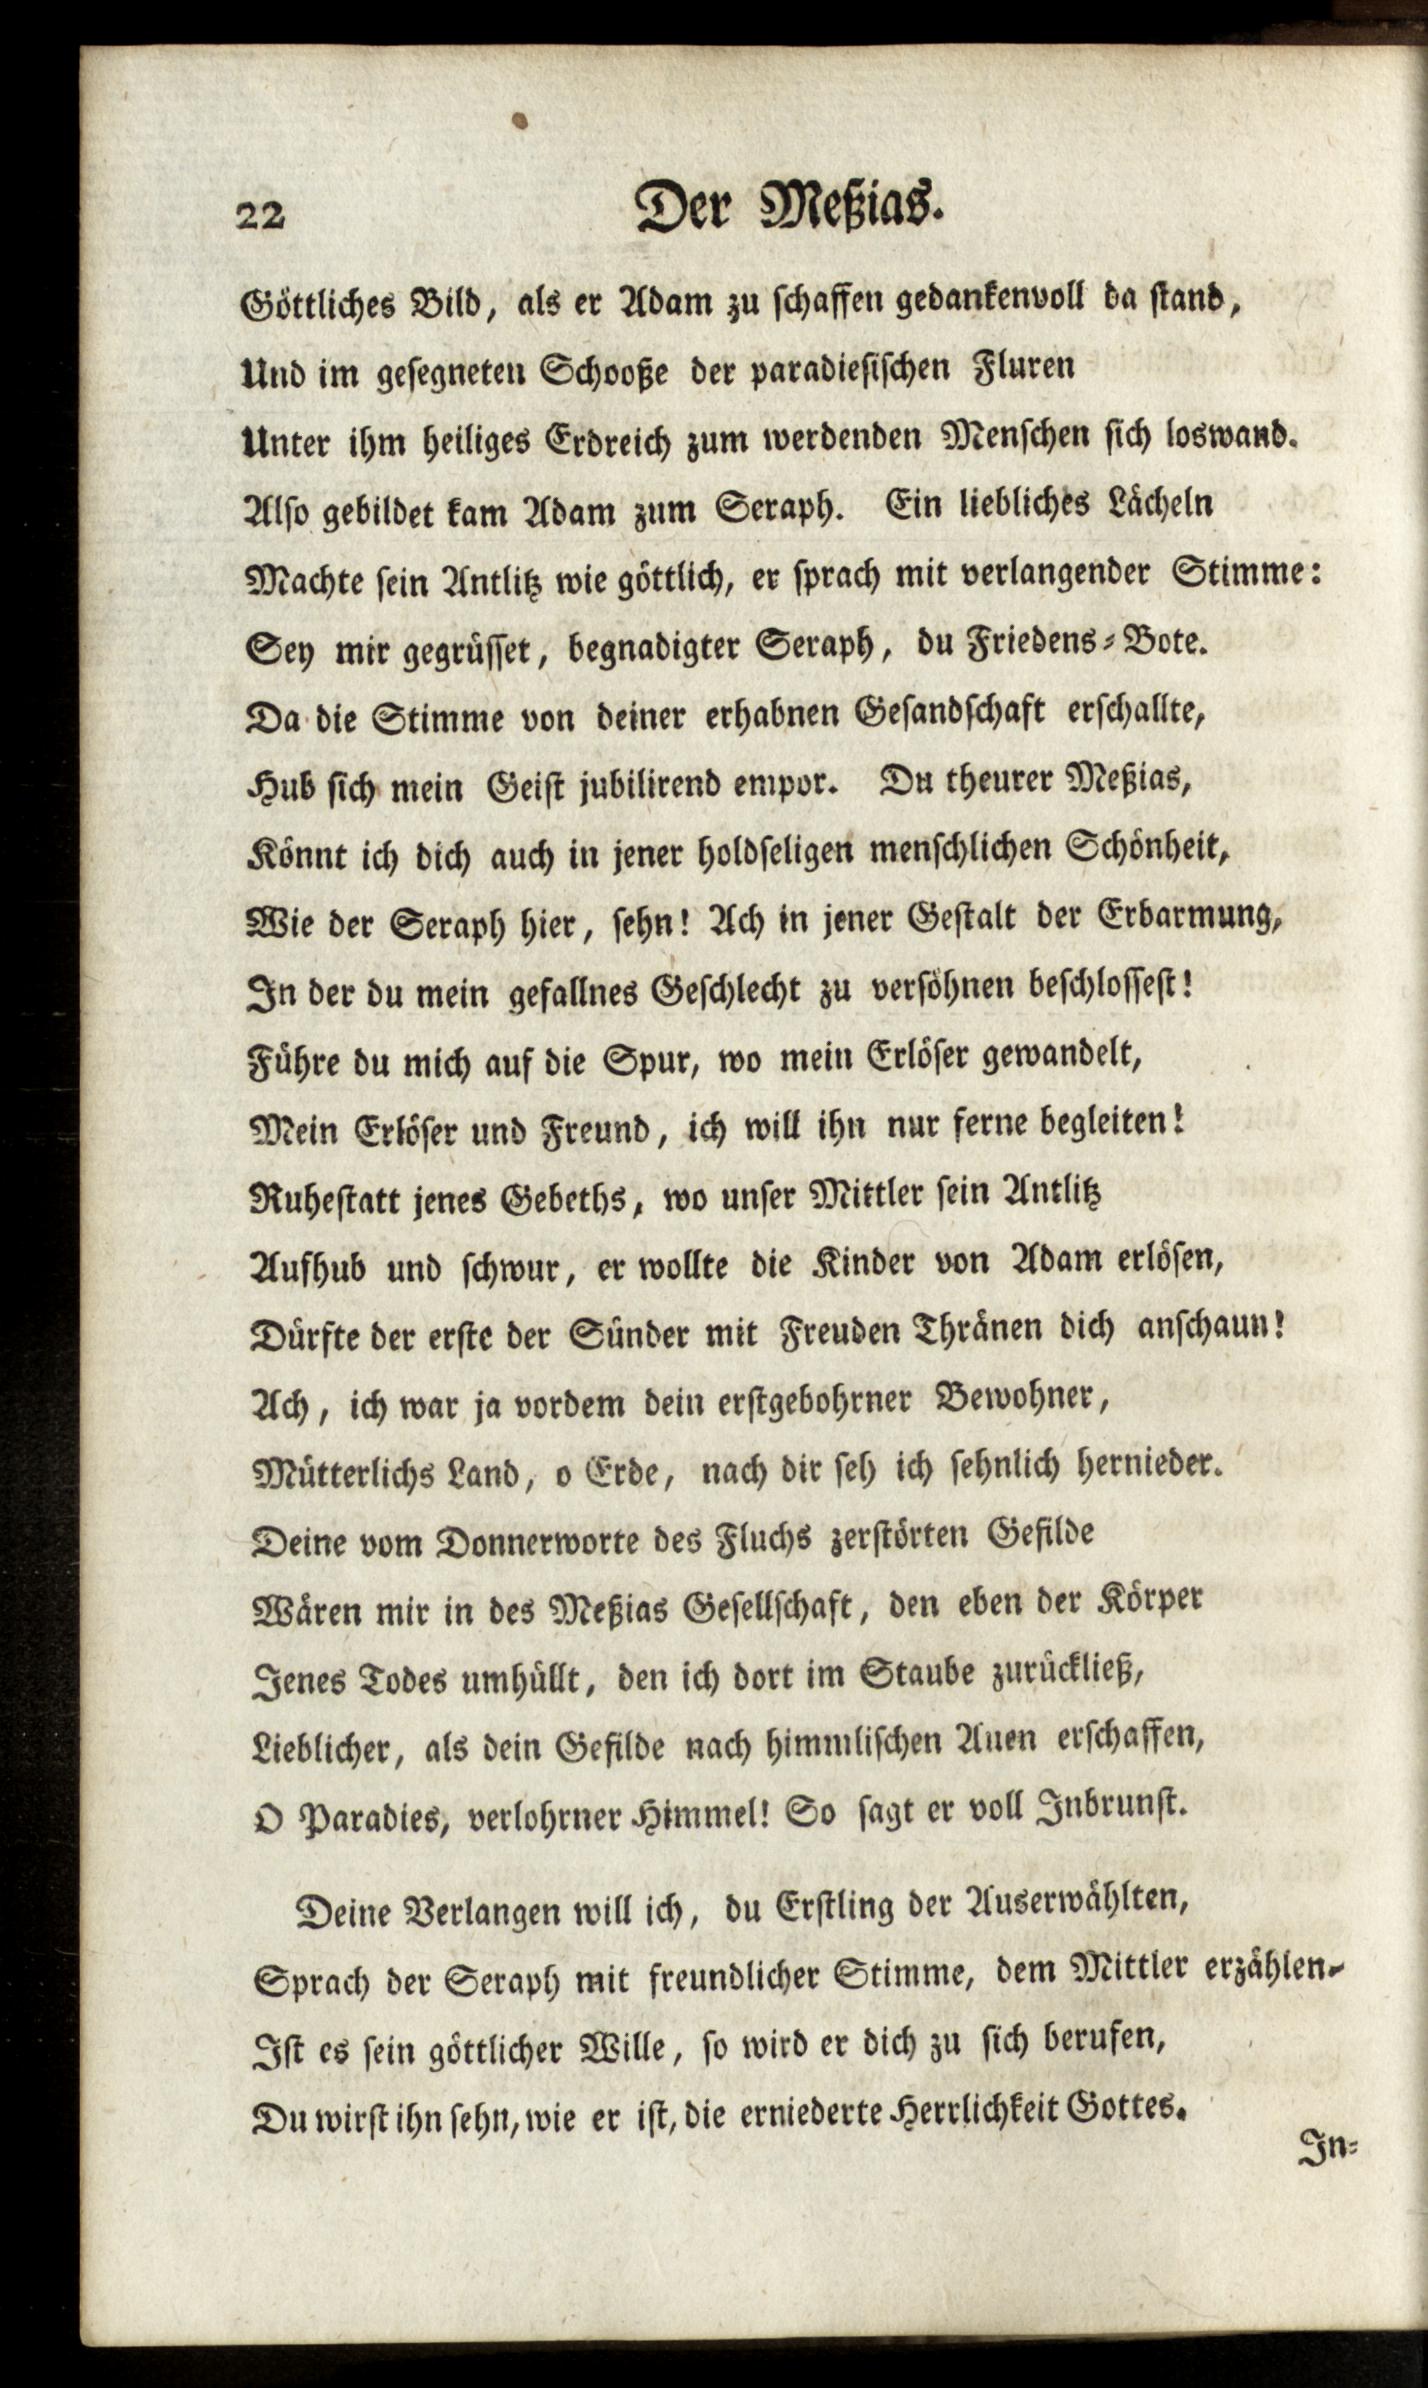 22
Der Meßias.
Göttliches Bild, als er Adam zu schaffen gedankenvoll da stand,
Und im gesegneten Schooße der paradiesischen Fluren
Unter ihm heiliges Erdreich zum werdenden Menschen sich loswand.
Also gebildet kam Adam zum Seraph. Ein liebliches Lächeln
Machte sein Antlitz wie göttlich, er sprach mit verlangender Stimme:
Sey mir gegrüsset, begnadigter Seraph, du Friedens-Bote.
Da die Stimme von deiner erhabnen Gesandschaft erschallte,
Hub sich mein Geist jubilirend empor. Du theurer Meßias,
Könnt ich dich auch in jener holdseligen menschlichen Schönheit,
Wie der Seraph hier, sehn! Ach in jener Gestalt der Erbarmung,
In der du mein gefallnes Geschlecht zu versöhnen beschlossest!
Führe du mich auf die Spur, wo mein Erlöser gewandelt,
Mein Erlöser und Freund, ich will ihn nur ferne begleiten!
Ruhestatt jenes Gebeths, wo unser Mittler sein Antlitz
Aufhub und schwur, er wollte die Kinder von Adam erlösen,
Dürfte der erste der Sünder mit Freuden Thränen dich anschaun!
Ach, ich war ja vordem dein erstgebohrner Bewohner,
Mütterlichs Land, o Erde, nach dir seh ich sehnlich hernieder.
Deine vom Donnerworte des Fluchs zerstörten Gefilde
Wären mir in des Meßias Gesellschaft, den eben der Körper
Jenes Todes umhüllt, den ich dort im Staube zurückließ,
Lieblicher, als dein Gefilde nach himmlischen Auen erschaffen,
O Paradies, verlohrner Himmel! So sagt er voll Inbrunst.
Deine Verlangen will ich, du Erstling der Auserwählten,
Sprach der Seraph mit freundlicher Stimme, dem Mittler erzählen-
Ist es sein göttlicher Wille, so wird er dich zu sich berufen,
Du wirst ihn sehn, wie er ist, die erniederte Herrlichkeit Gottes.
In-